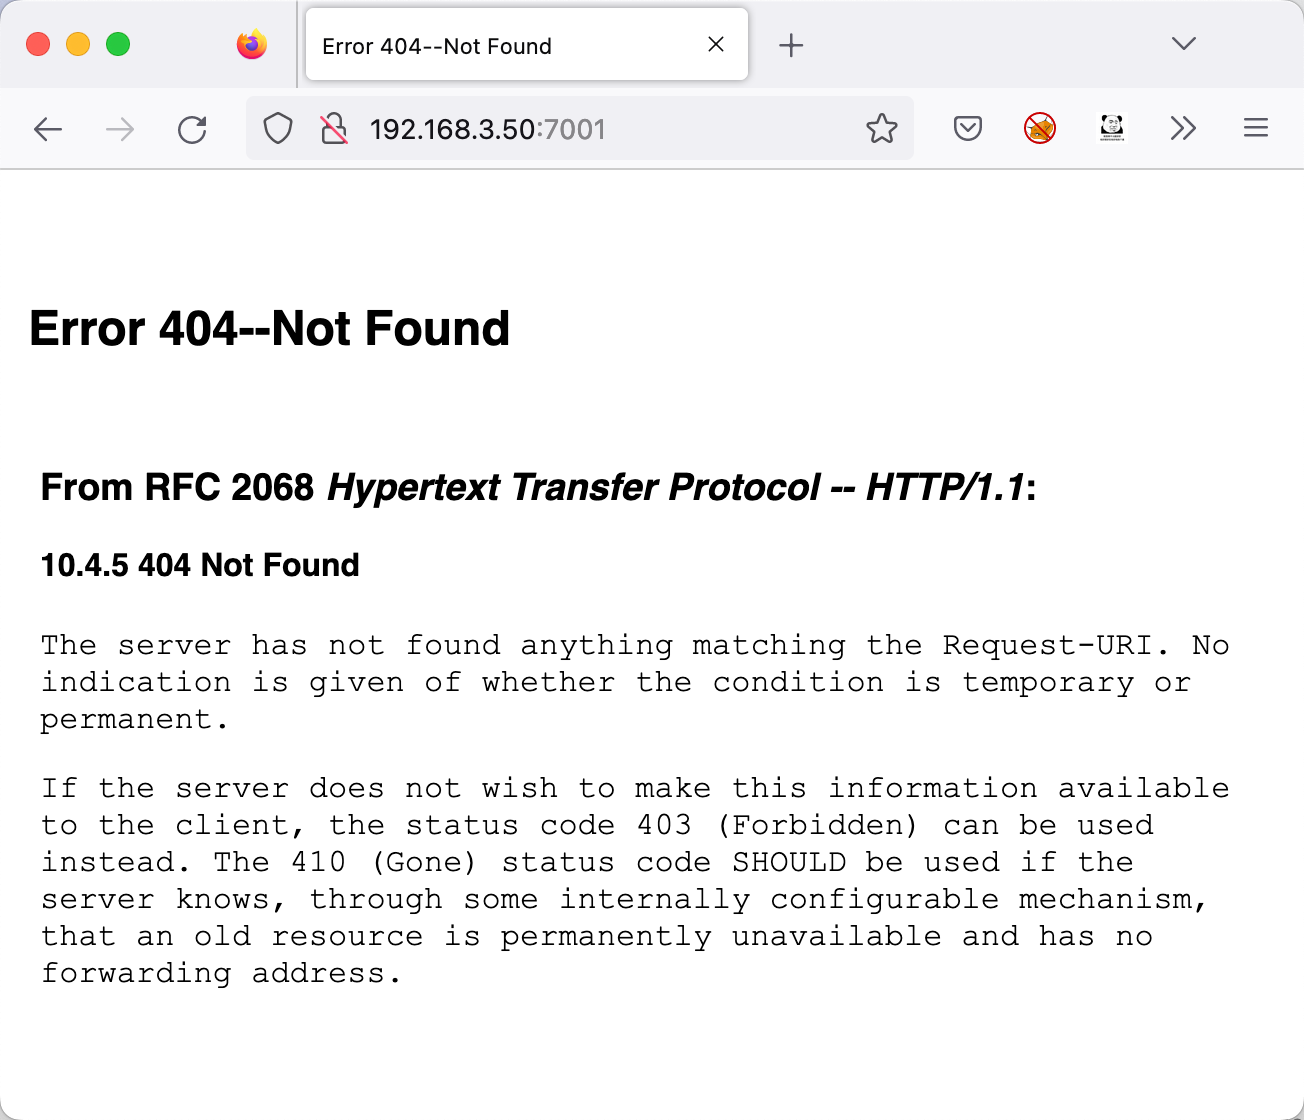 Error 404--Not Found
192.168.3.50:7001
Error 404--Not Found
From RFC 2068 Hypertext Transfer Protocol -- HTTP/1.1:
10.4.5 404 Not Found
The server has not found anything matching the Request-URI. No
indication is given of whether the condition is temporary or
permanent.
If the server does not wish to make this information available
to the client, the status code 403 (Forbidden) can be used
instead. The 410 (Gone) status code SHOULD be used if the
server knows, through some internally configurable mechanism,
that an old resource is permanently unavailable and has no
forwarding address.